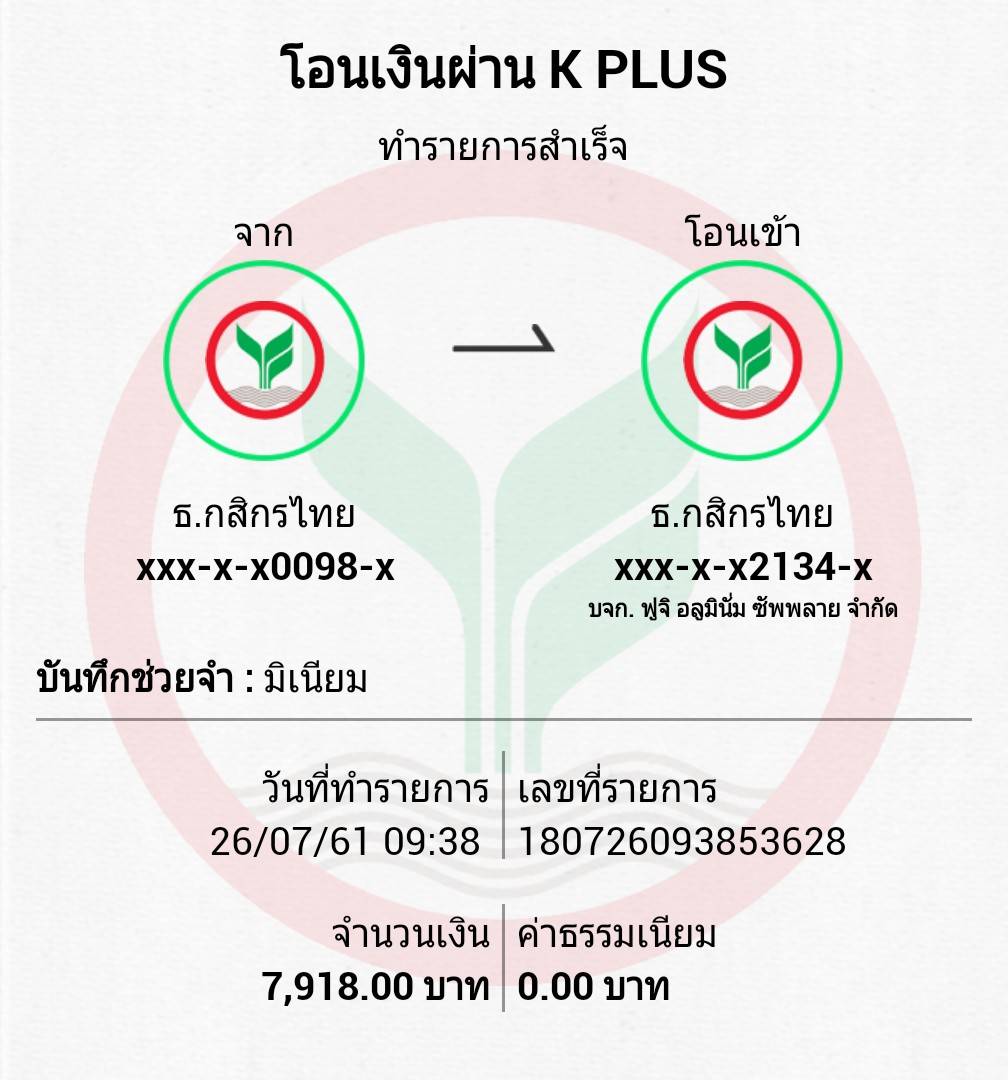 โอนเงินผ่าน K PLUS
ทำรายการสำเร็จ
จาก
โอนเข้า
ธ.กสิกรไทย
xxx-x-x0098-x
ธ.กสิกรไทย
xxx-x-x2134-x
บจก. ฟูจิ อลูมินั่ม ซัพพลาย จำกัด
บันทึกช่วยจำ : มิเนียม
วันที่ทำรายการ
26/07/61 09:38
เลขที่รายการ
180726093853628
จำนวนเงิน
7,918.00 บาท
ค่าธรรมเนียม
0.00 บาท